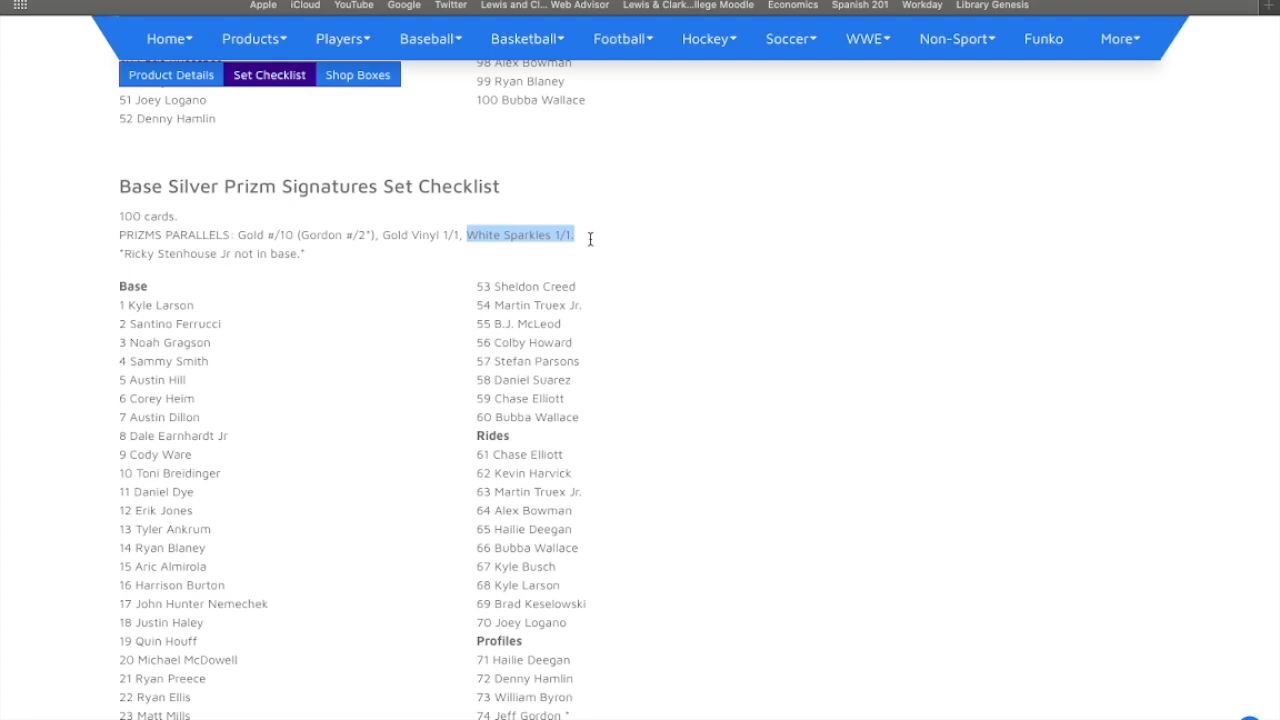 Apple iCloud YouTube Google Twitter Lewis and Cl... Web Advisor Lewis & Clark...llege Moodle Economics Spanish 201 Workday Library Genesis
Home Products Players Baseball Basketball Football Hockey Soccer WWE Non-Sport Funko More
Product Details Set Checklist Shop Boxes
51 Joey Logano
52 Denny Hamlin
98 Alex Bowman
99 Ryan Blaney
100 Bubba Wallace
Base Silver Prizm Signatures Set Checklist
100 cards.
PRIZMS PARALLELS: Gold #/10 (Gordon #/2*), Gold Vinyl 1/1, White Sparkles 1/1.
*Ricky Stenhouse Jr not in base.*
Base
1 Kyle Larson
2 Santino Ferrucci
3 Noah Gragson
4 Sammy Smith
5 Austin Hill
6 Corey Heim
7 Austin Dillon
8 Dale Earnhardt Jr
9 Cody Ware
10 Toni Breidinger
11 Daniel Dye
12 Erik Jones
13 Tyler Ankrum
14 Ryan Blaney
15 Aric Almirola
16 Harrison Burton
17 John Hunter Nemechek
18 Justin Haley
19 Quin Houff
20 Michael McDowell
21 Ryan Preece
22 Ryan Ellis
23 Matt Mills
53 Sheldon Creed
54 Martin Truex Jr.
55 B.J. McLeod
56 Colby Howard
57 Stefan Parsons
58 Daniel Suarez
59 Chase Elliott
60 Bubba Wallace
Rides
61 Chase Elliott
62 Kevin Harvick
63 Martin Truex Jr.
64 Alex Bowman
65 Hailie Deegan
66 Bubba Wallace
67 Kyle Busch
68 Kyle Larson
69 Brad Keselowski
70 Joey Logano
Profiles
71 Hailie Deegan
72 Denny Hamlin
73 William Byron
74 Jeff Gordon *